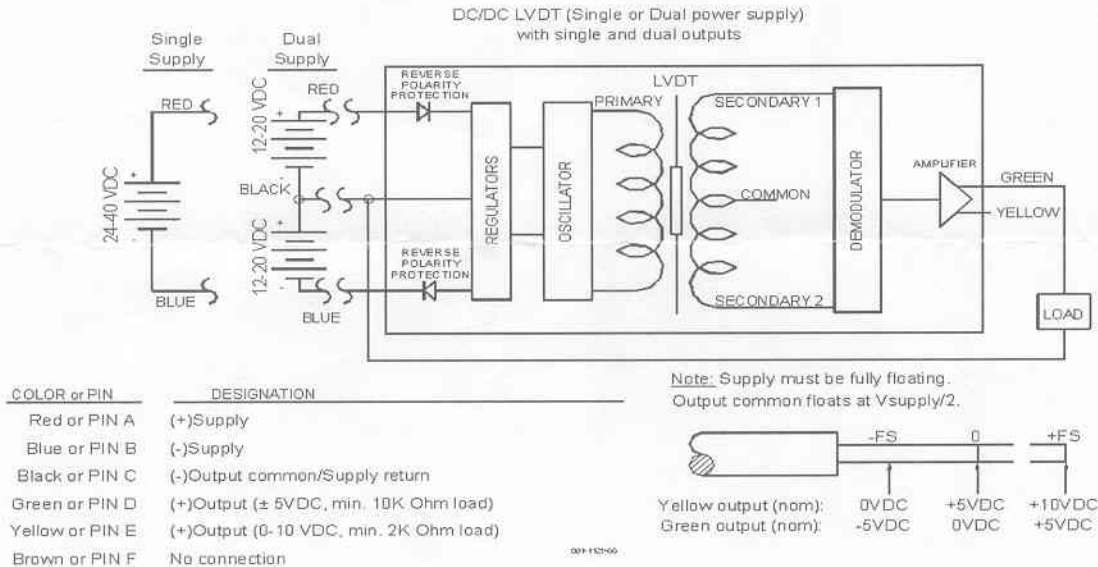 DC/DC LVDT (Single or Dual power supply)
with single and dual outputs
Single
Supply
Dual
Supply
RED
RED
12-20 VDC
+
-
REVERSE
POLARITY
PROTECTION
LVDT
PRIMARY
SECONDARY 1
24-40 VDC
+
-
BLACK
REGULATORS
OSCILLATOR
COMMON
DEMODULATOR
AMPLIFIER
GREEN
YELLOW
12-20 VDC
+
-
REVERSE
POLARITY
PROTECTION
BLUE
BLUE
SECONDARY 2
LOAD
COLOR or PIN DESIGNATION
Red or PIN A (+)Supply
Blue or PIN B (-)Supply
Black or PIN C (-)Output common/Supply return
Green or PIN D (+)Output (± 5VDC, min. 10K Ohm load)
Yellow or PIN E (+)Output (0-10 VDC, min. 2K Ohm load)
Brown or PIN F No connection
Note: Supply must be fully floating.
Output common floats at Vsupply/2.
-FS 0 +FS
Yellow output (nom): 0VDC +5VDC +10VDC
Green output (nom): -5VDC 0VDC +5VDC